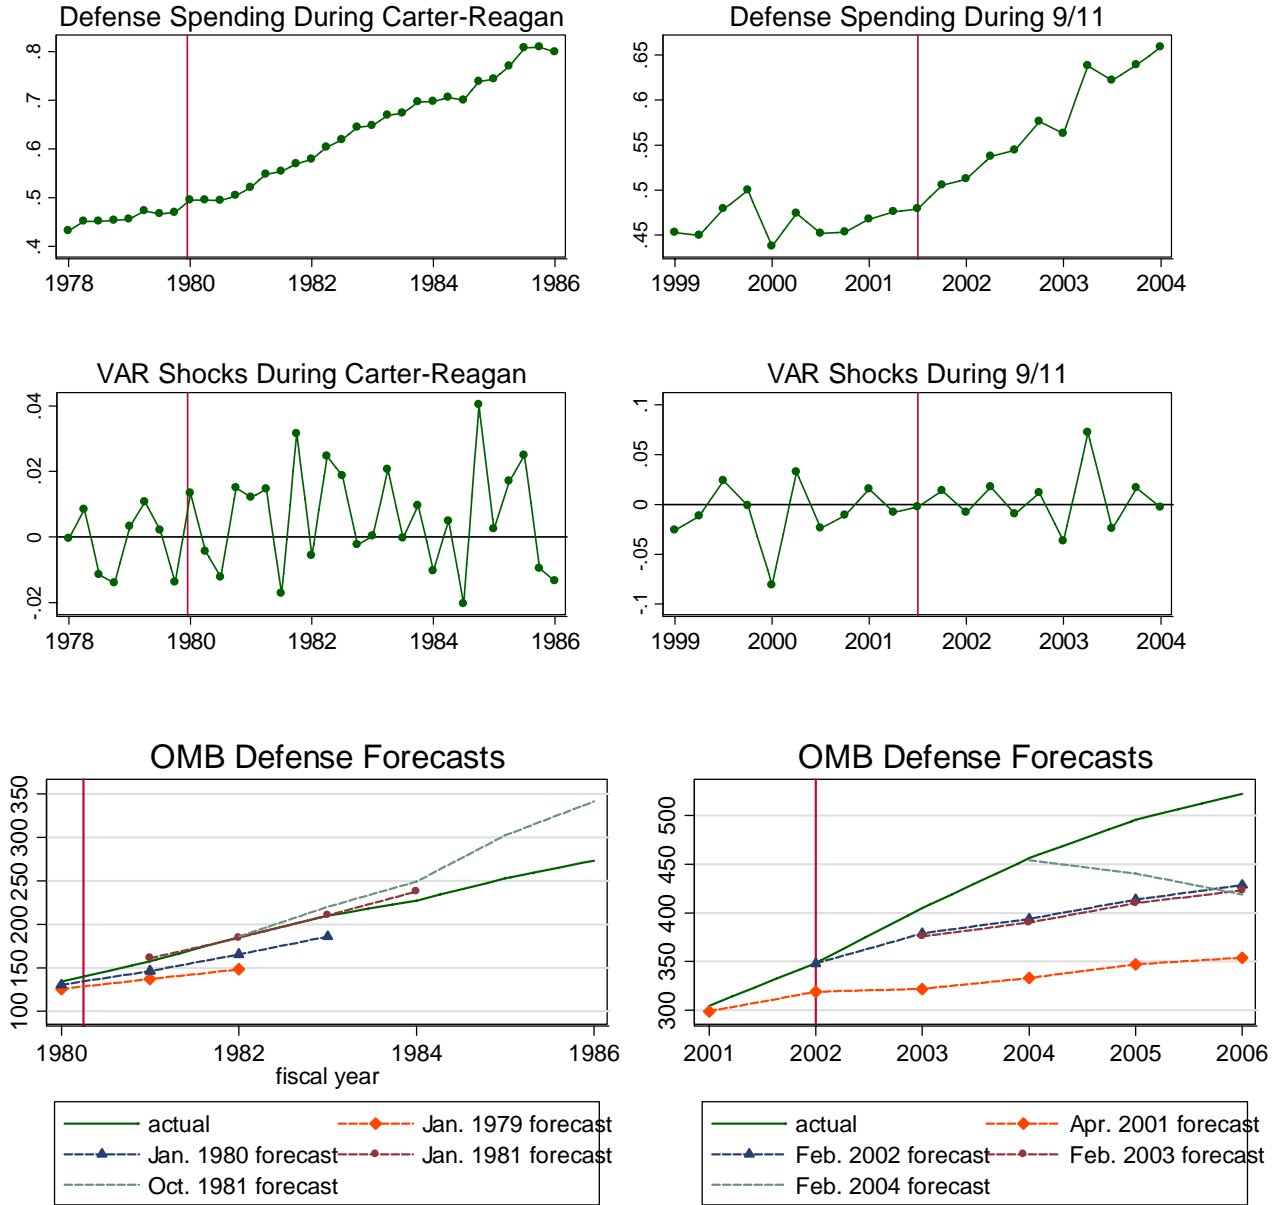 Defense Spending During Carter-Reagan
.8
.7
.6
.5
.4
1978 1980 1982 1984 1986
Defense Spending During 9/11
.65
.6
.55
.5
.45
1999 2000 2001 2002 2003 2004
VAR Shocks During Carter-Reagan
.04
.02
0
-.02
1978 1980 1982 1984 1986
VAR Shocks During 9/11
.1
.05
0
-.05
-.1
1999 2000 2001 2002 2003 2004
OMB Defense Forecasts
350
300
250
200
150
100
1980 1982 1984 1986
fiscal year
actual
Jan. 1979 forecast
Jan. 1980 forecast
Jan. 1981 forecast
Oct. 1981 forecast
OMB Defense Forecasts
500
450
400
350
300
2001 2002 2003 2004 2005 2006
actual
Apr. 2001 forecast
Feb. 2002 forecast
Feb. 2003 forecast
Feb. 2004 forecast